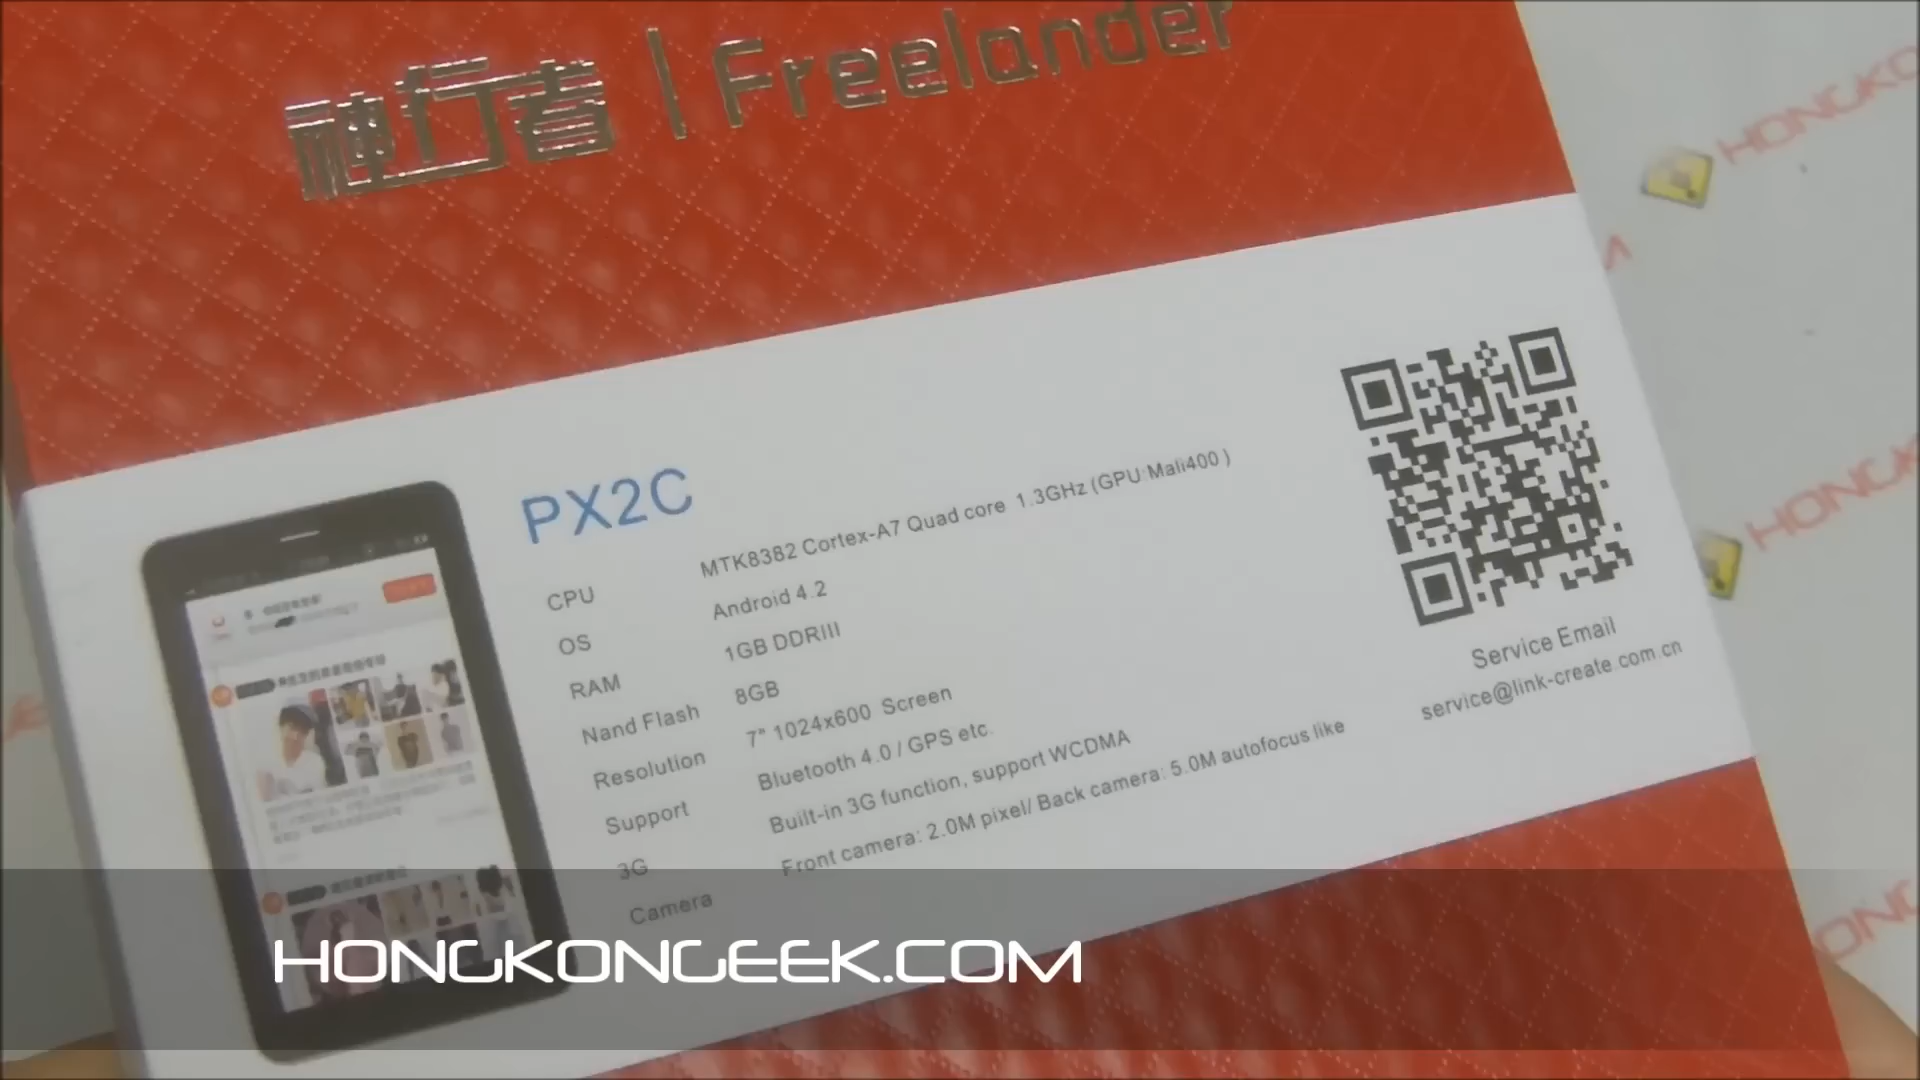 神行者 | Freelander
PX2C
CPU MTK8382 Cortex-A7 Quad core 1.3GHz (GPU:Mali400)
OS Android 4.2
RAM 1GB DDRIII
Nand Flash 8GB
Resolution 7" 1024x600 Screen
Support Bluetooth 4.0 / GPS etc.
3G Built-in 3G function, support WCDMA
Camera Front camera: 2.0M pixel/ Back camera: 5.0M autofocus like
Service Email
service@link-create.com.cn
HONGKONGEEK.COM